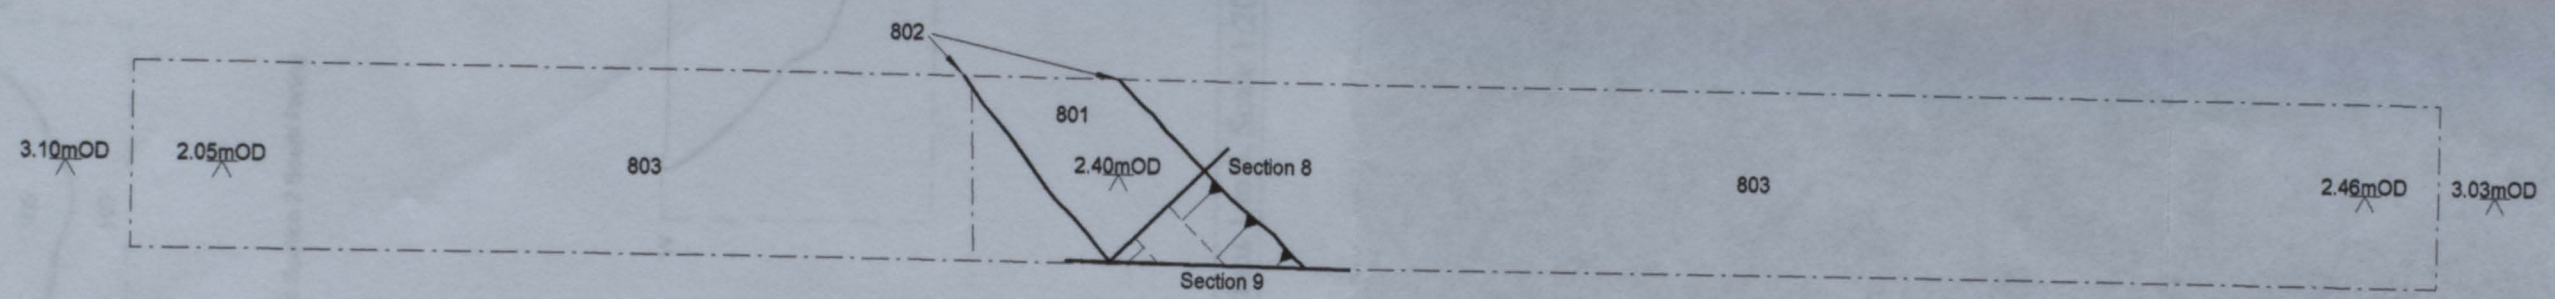 802
801
3.10mOD
2.05mOD
803
2.40mOD
Section 8
803
2.46mOD
3.03mOD
Section 9